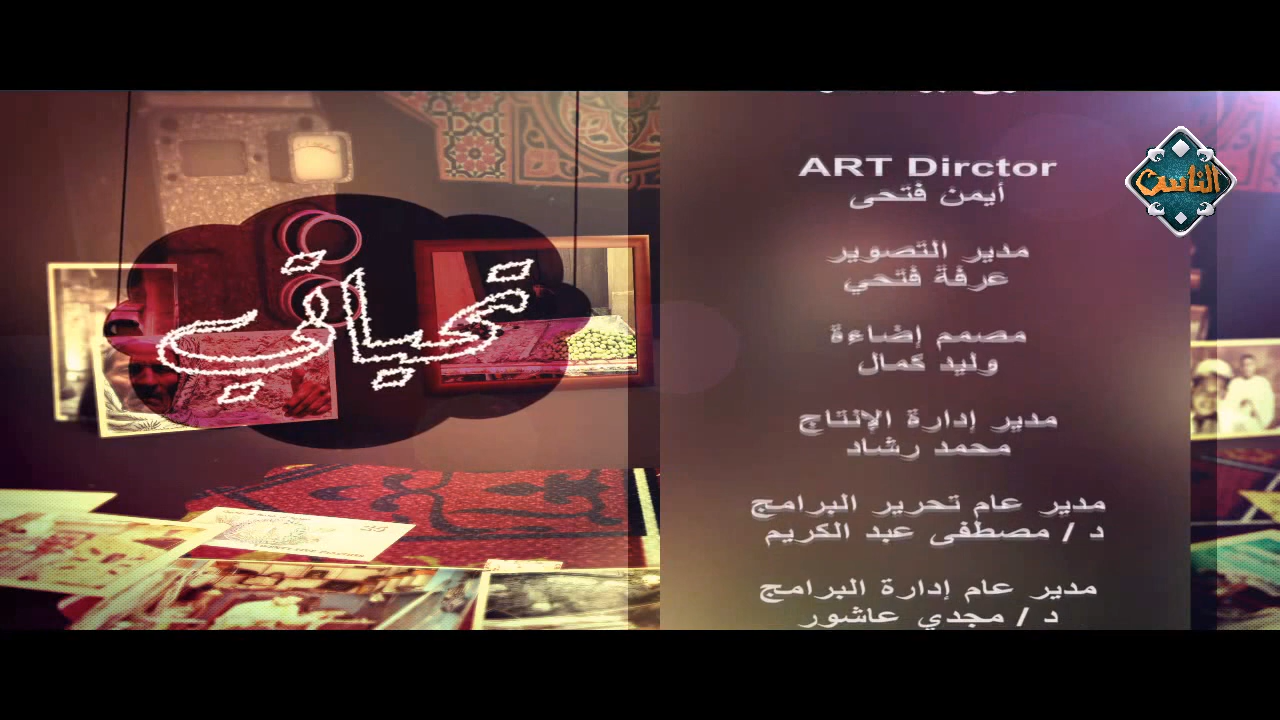 ART Dirctor
أيمن فتحى
مدير التصوير
عرفة فتحي
مصمم إضاءة
وليد كمال
مدير إدارة الإنتاج
محمد رشاد
مدير عام تحرير البرامج
د / مصطفى عبد الكريم
مدير عام إدارة البرامج
د / مجدي عاشور
الناس